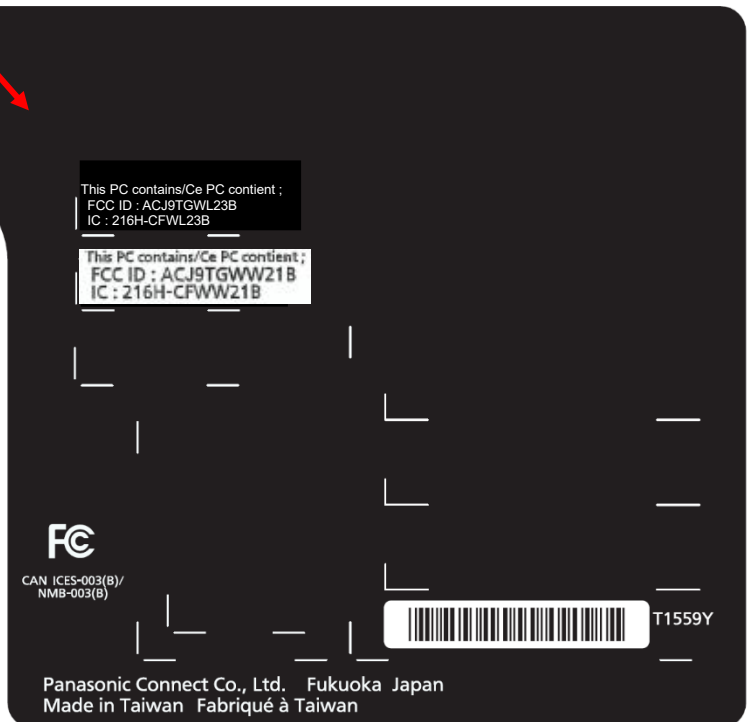 This PC contains/Ce PC contient ;
FCC ID : ACJ9TGWL23B
IC : 216H-CFWL23B
This PC contains/Ce PC contient ;
FCC ID : ACJ9TGWW21B
IC : 216H-CFWW21B
FC
CAN ICES-003(B)/
NMB-003(B)
T1559Y
Panasonic Connect Co., Ltd. Fukuoka Japan
Made in Taiwan Fabriqué à Taiwan